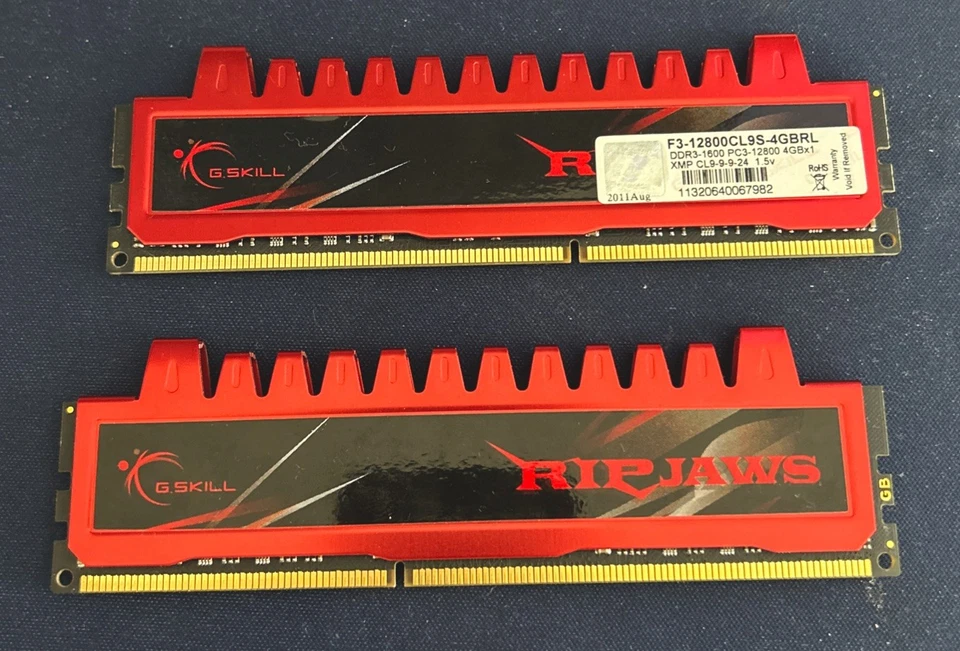 G.SKILL
R
F3-12800CL9S-4GBRL
DDR3-1600 PC3-12800 4GBx1
XMP CL9-9-9-24 1.5v
11320640067982
2011Aug
RoHS
Warranty
Void If Removed
G.SKILL
RIPJAWS
GB